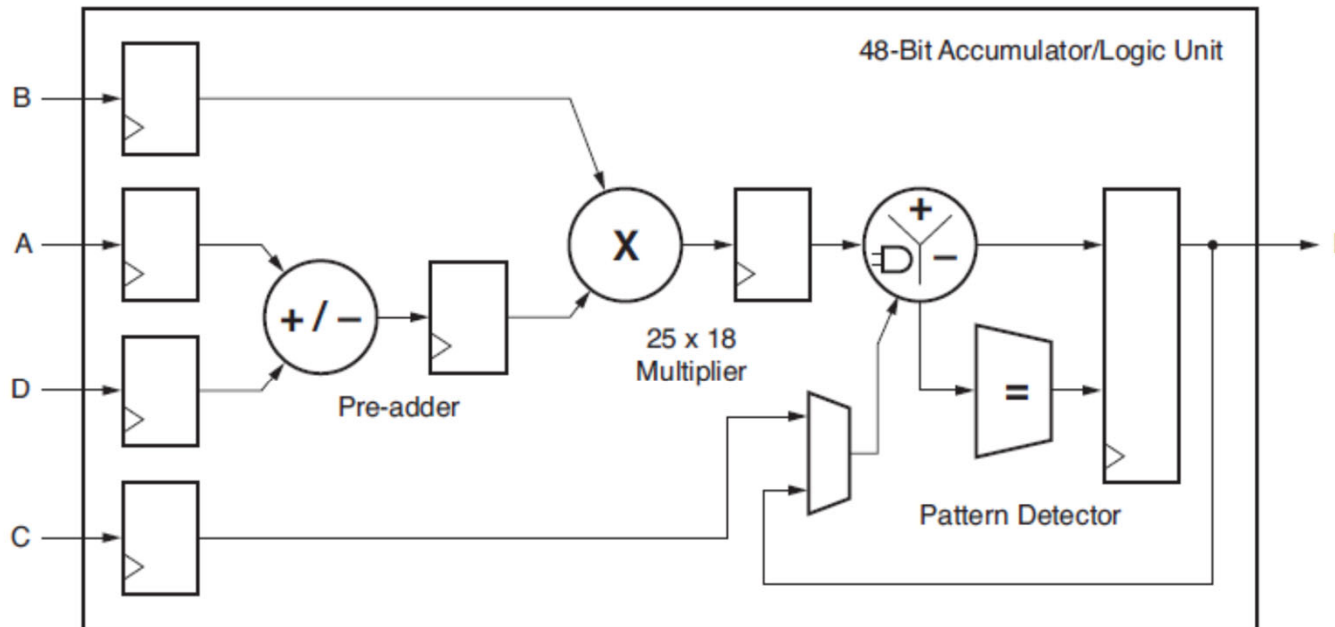 48-Bit Accumulator/Logic Unit
B
A
X
+
–
+ / –
25 x 18
Multiplier
D
Pre-adder
=
Pattern Detector
C